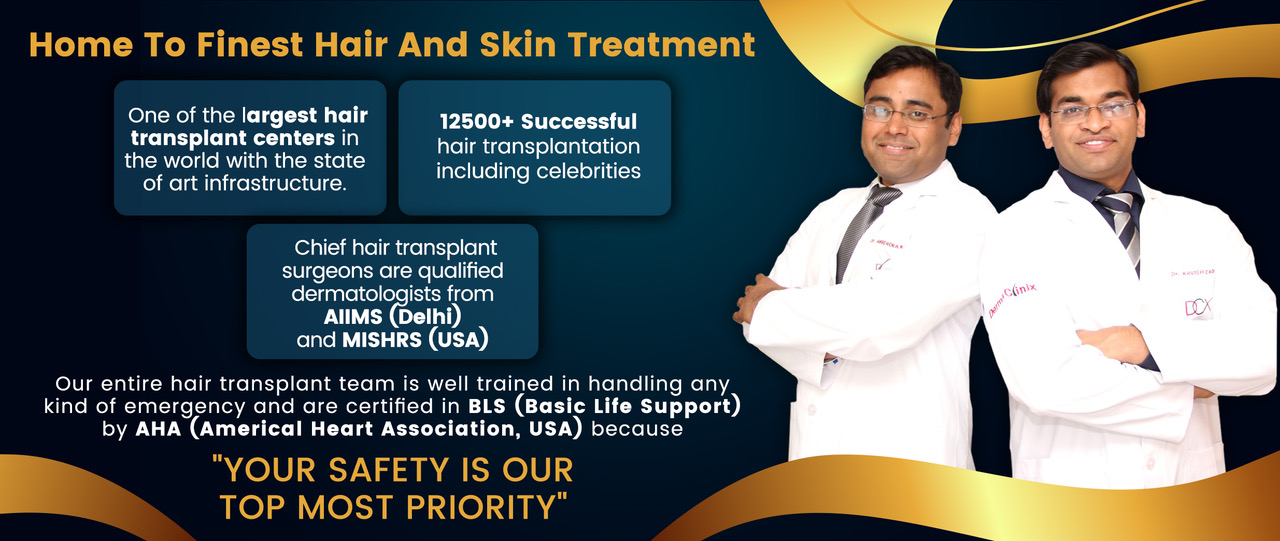 Home To Finest Hair And Skin Treatment
One of the largest hair
transplant centers in
the world with the state
of art infrastructure.
12500+ Successful
hair transplantation
including celebrities
Chief hair transplant
surgeons are qualified
dermatologists from
AIIMS (Delhi)
and MISHRS (USA)
Our entire hair transplant team is well trained in handling any
kind of emergency and are certified in BLS (Basic Life Support)
by AHA (Americal Heart Association, USA) because
"YOUR SAFETY IS OUR
TOP MOST PRIORITY"
DCX